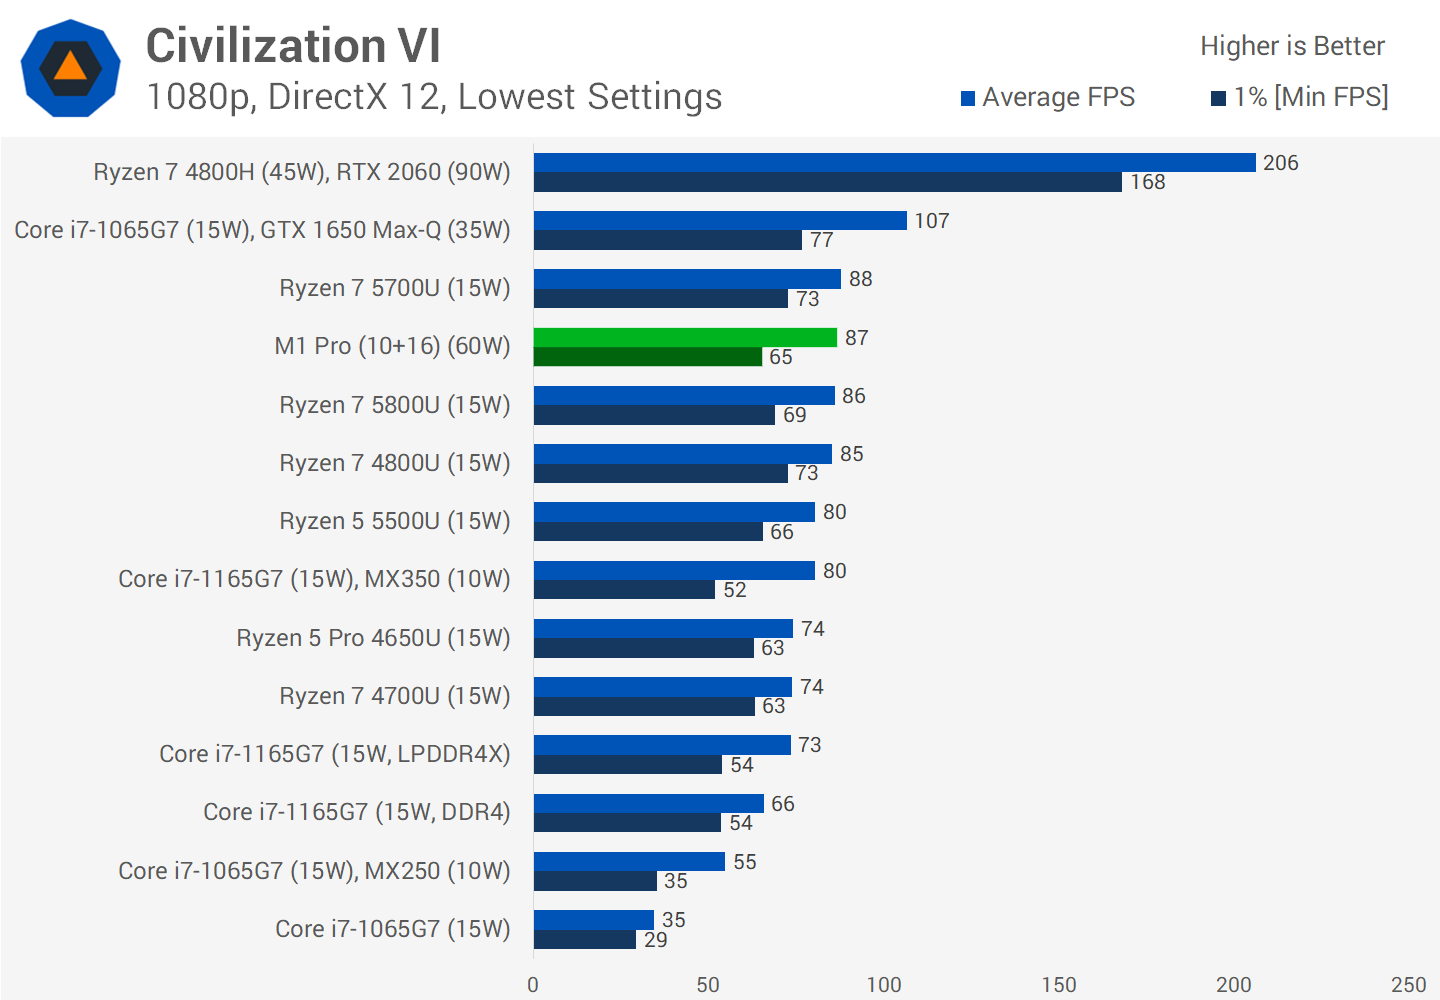 Civilization VI
1080p, DirectX 12, Lowest Settings
Higher is Better
Average FPS
1% [Min FPS]
Ryzen 7 4800H (45W), RTX 2060 (90W)
206
168
Core i7-1065G7 (15W), GTX 1650 Max-Q (35W)
107
77
Ryzen 7 5700U (15W)
88
73
M1 Pro (10+16) (60W)
87
65
Ryzen 7 5800U (15W)
86
69
Ryzen 7 4800U (15W)
85
73
Ryzen 5 5500U (15W)
80
66
Core i7-1165G7 (15W), MX350 (10W)
80
52
Ryzen 5 Pro 4650U (15W)
74
63
Ryzen 7 4700U (15W)
74
63
Core i7-1165G7 (15W, LPDDR4X)
73
54
Core i7-1165G7 (15W, DDR4)
66
54
Core i7-1065G7 (15W), MX250 (10W)
55
35
Core i7-1065G7 (15W)
35
29
0 50 100 150 200 250